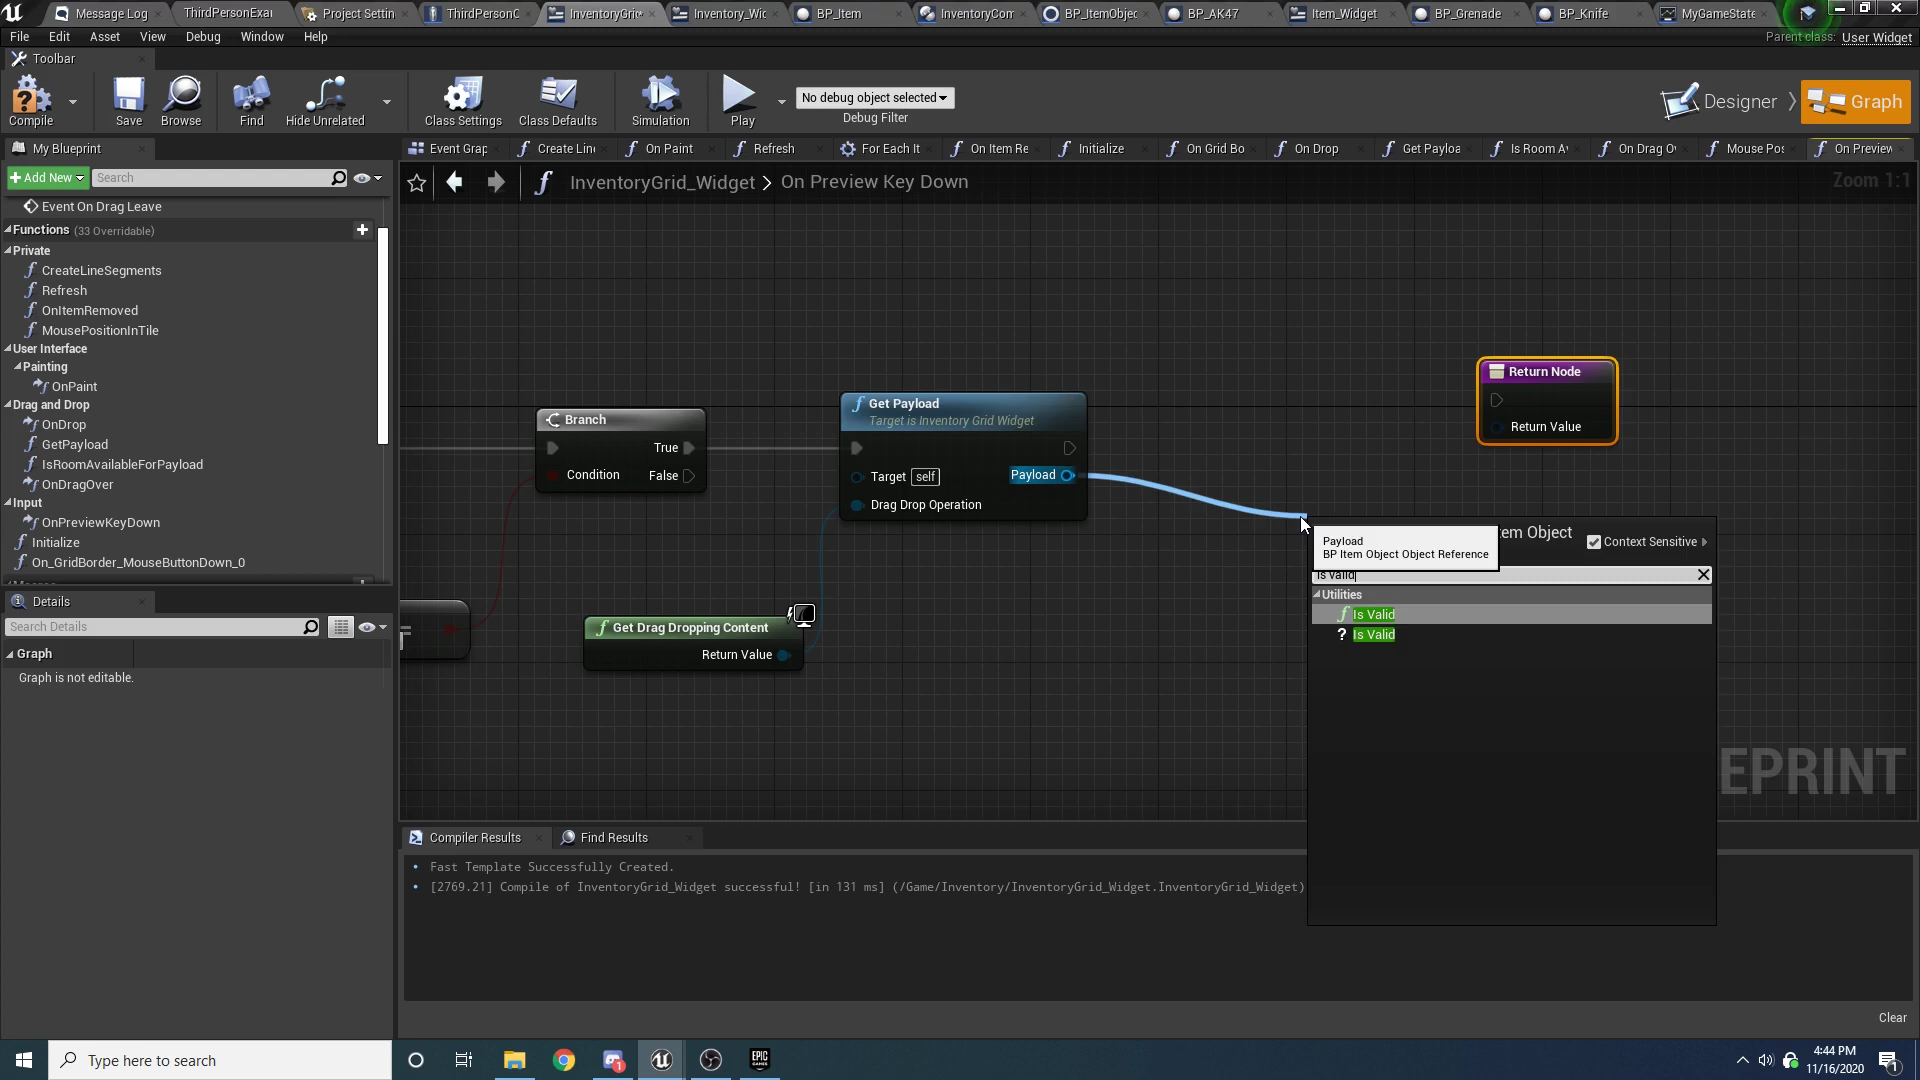 Message Log
ThirdPersonExa
Project Settin
ThirdPersonC
InventoryGri
Inventory_Wid
BP_Item
InventoryCom
BP_ItemObjec
BP_AK47
Item_Widget
BP_Grenade
BP_Knife
MyGameState
File
Edit
Asset
View
Debug
Window
Help
Parent class:
User Widget
Toolbar
Compile
Save
Browse
Find
Hide Unrelated
Class Settings
Class Defaults
Simulation
Play
No debug object selected
Debug Filter
Designer
Graph
My Blueprint
Event Grap
Create Line
On Paint
Refresh
For Each It
On Item Re
Initialize
On Grid Bo
On Drop
Get Payloa
Is Room A
On Drag O
Mouse Pos
On Preview
Add New
Search
InventoryGrid_Widget > On Preview Key Down
Zoom 1:1
Event On Drag Leave
Functions (33 Overridable)
Private
CreateLineSegments
Refresh
OnItemRemoved
MousePositionInTile
User Interface
Painting
OnPaint
Drag and Drop
OnDrop
GetPayload
IsRoomAvailableForPayload
OnDragOver
Input
OnPreviewKeyDown
Initialize
On_GridBorder_MouseButtonDown_0
Details
Search Details
Graph
Graph is not editable.
Branch
True
Condition
False
Get Payload
Target is Inventory Grid Widget
Target
self
Payload
Drag Drop Operation
Get Drag Dropping Content
Return Value
Return Node
Return Value
Payload
BP Item Object Object Reference
em Object
Context Sensitive
is valid
Utilities
Is Valid
? Is Valid
EPRINT
Compiler Results
Find Results
Fast Template Successfully Created.
[2769.21] Compile of InventoryGrid_Widget successful! [in 131 ms] (/Game/Inventory/InventoryGrid_Widget.InventoryGrid_Widget)
Clear
Type here to search
EPIC
GAMES
4:44 PM
11/16/2020